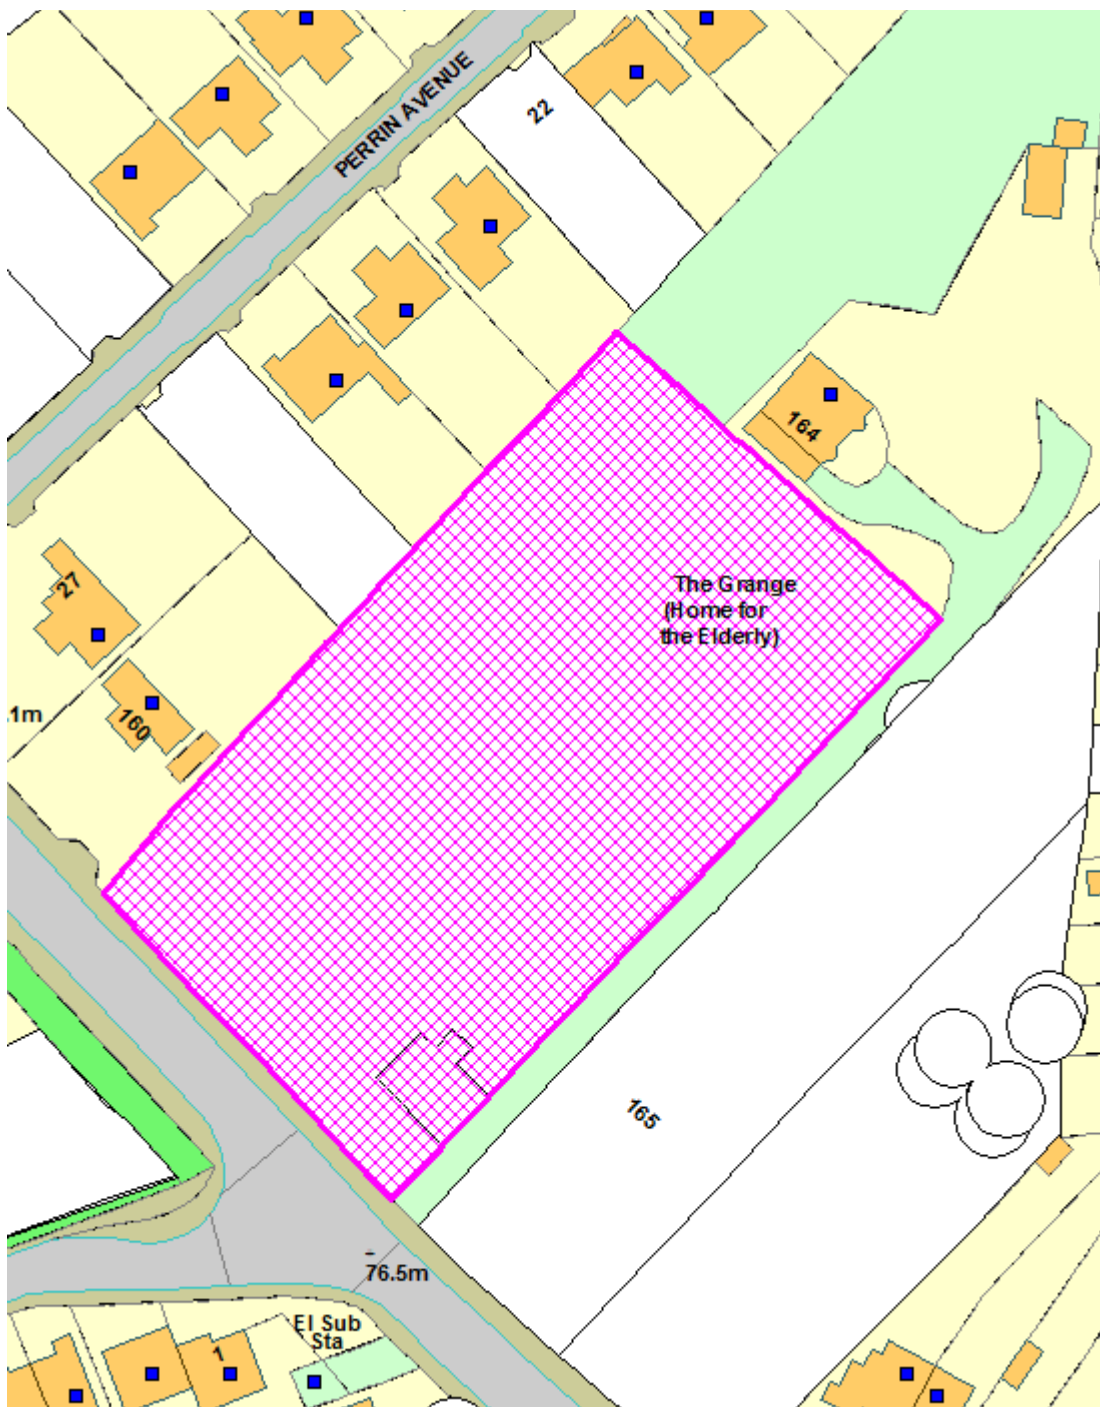 PERRIN AVENUE
22
164
27
The Grange
(Home for
the Elderly)
160
.1m
165
76.5m
El Sub
Sta
1